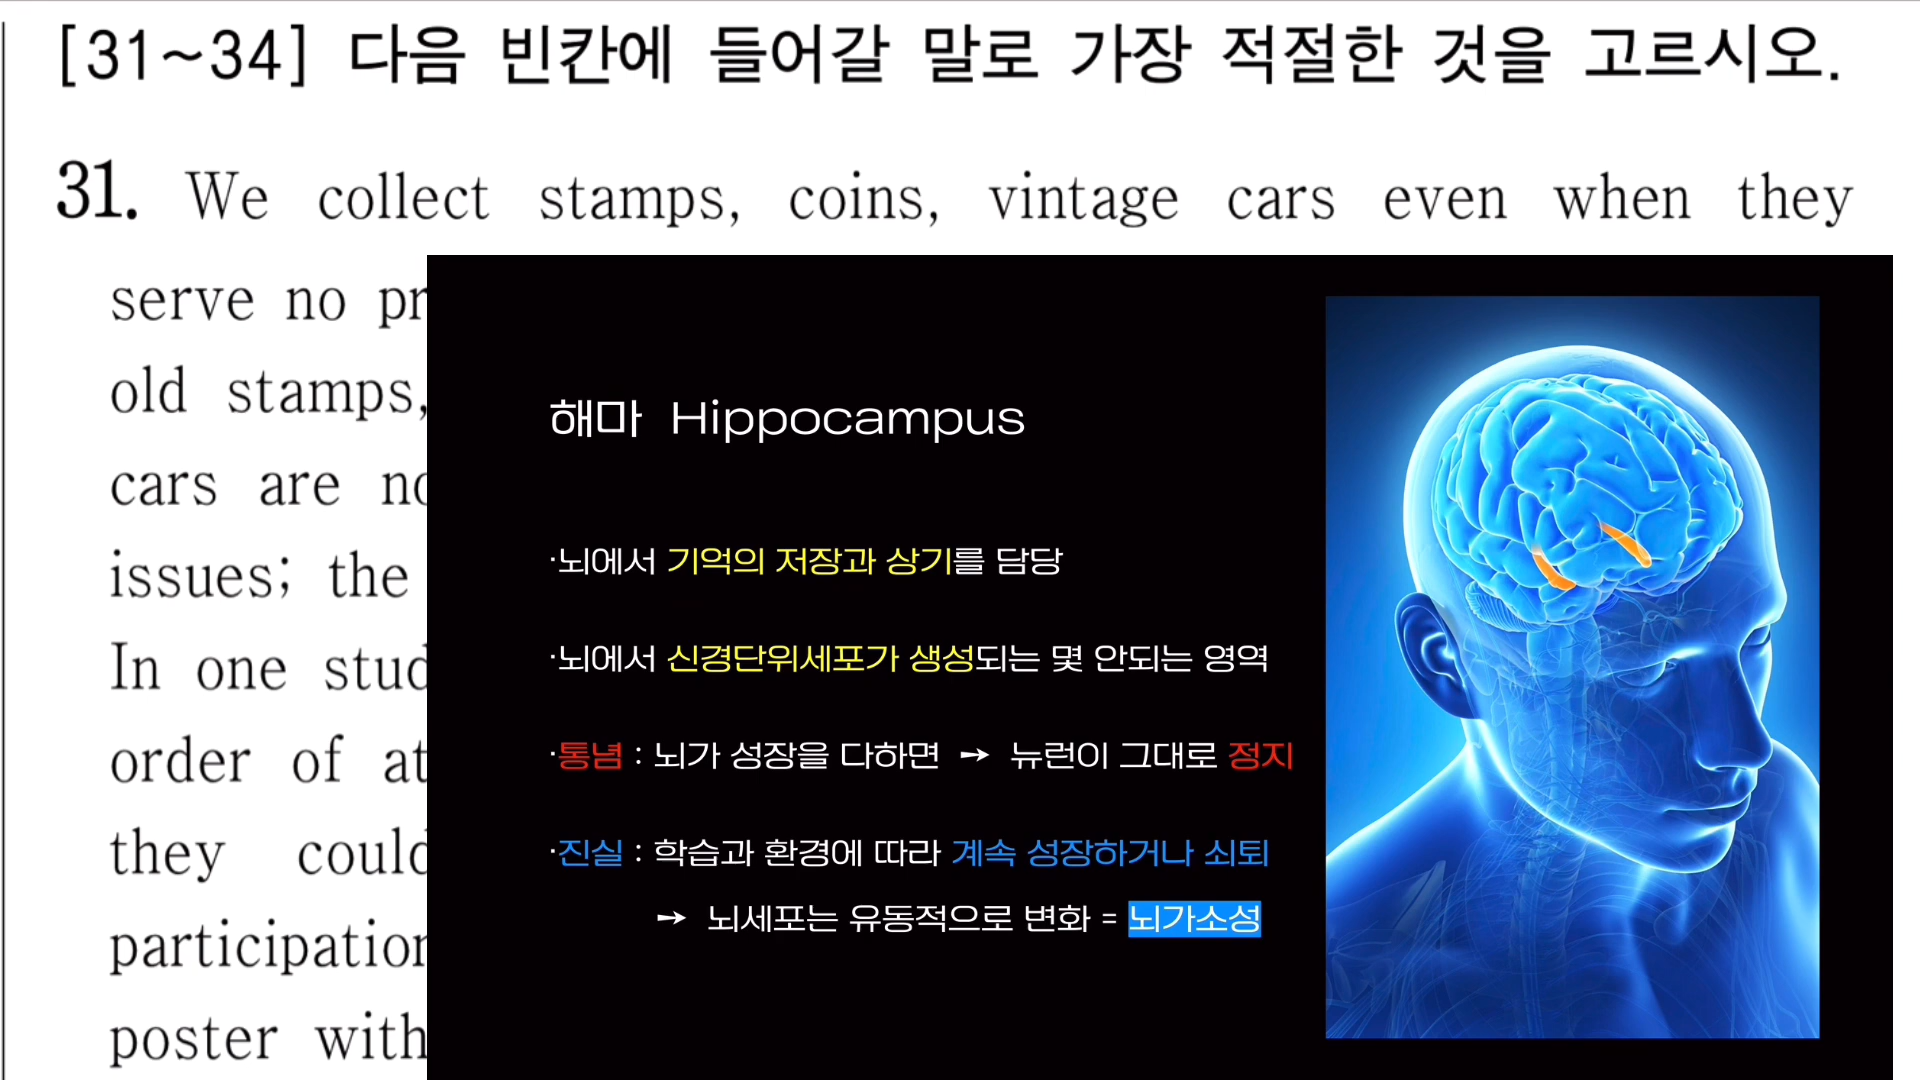 [31~34] 다음 빈칸에 들어갈 말로 가장 적절한 것을 고르시오.
31. We collect stamps, coins, vintage cars even when they
serve no
old stamps,
cars are
issues; the
In one
order of
they
poster with
해마 Hippocampus
·뇌에서 기억의 저장과 상기를 담당
·뇌에서 신경단위세포가 생성되는 몇 안되는 영역
·통념 : 뇌가 성장을 다하면 → 뉴런이 그대로 정지
·진실 : 학습과 환경에 따라 계속 성장하거나 쇠퇴
→ 뇌세포는 유동적으로 변화 = 뇌가소성